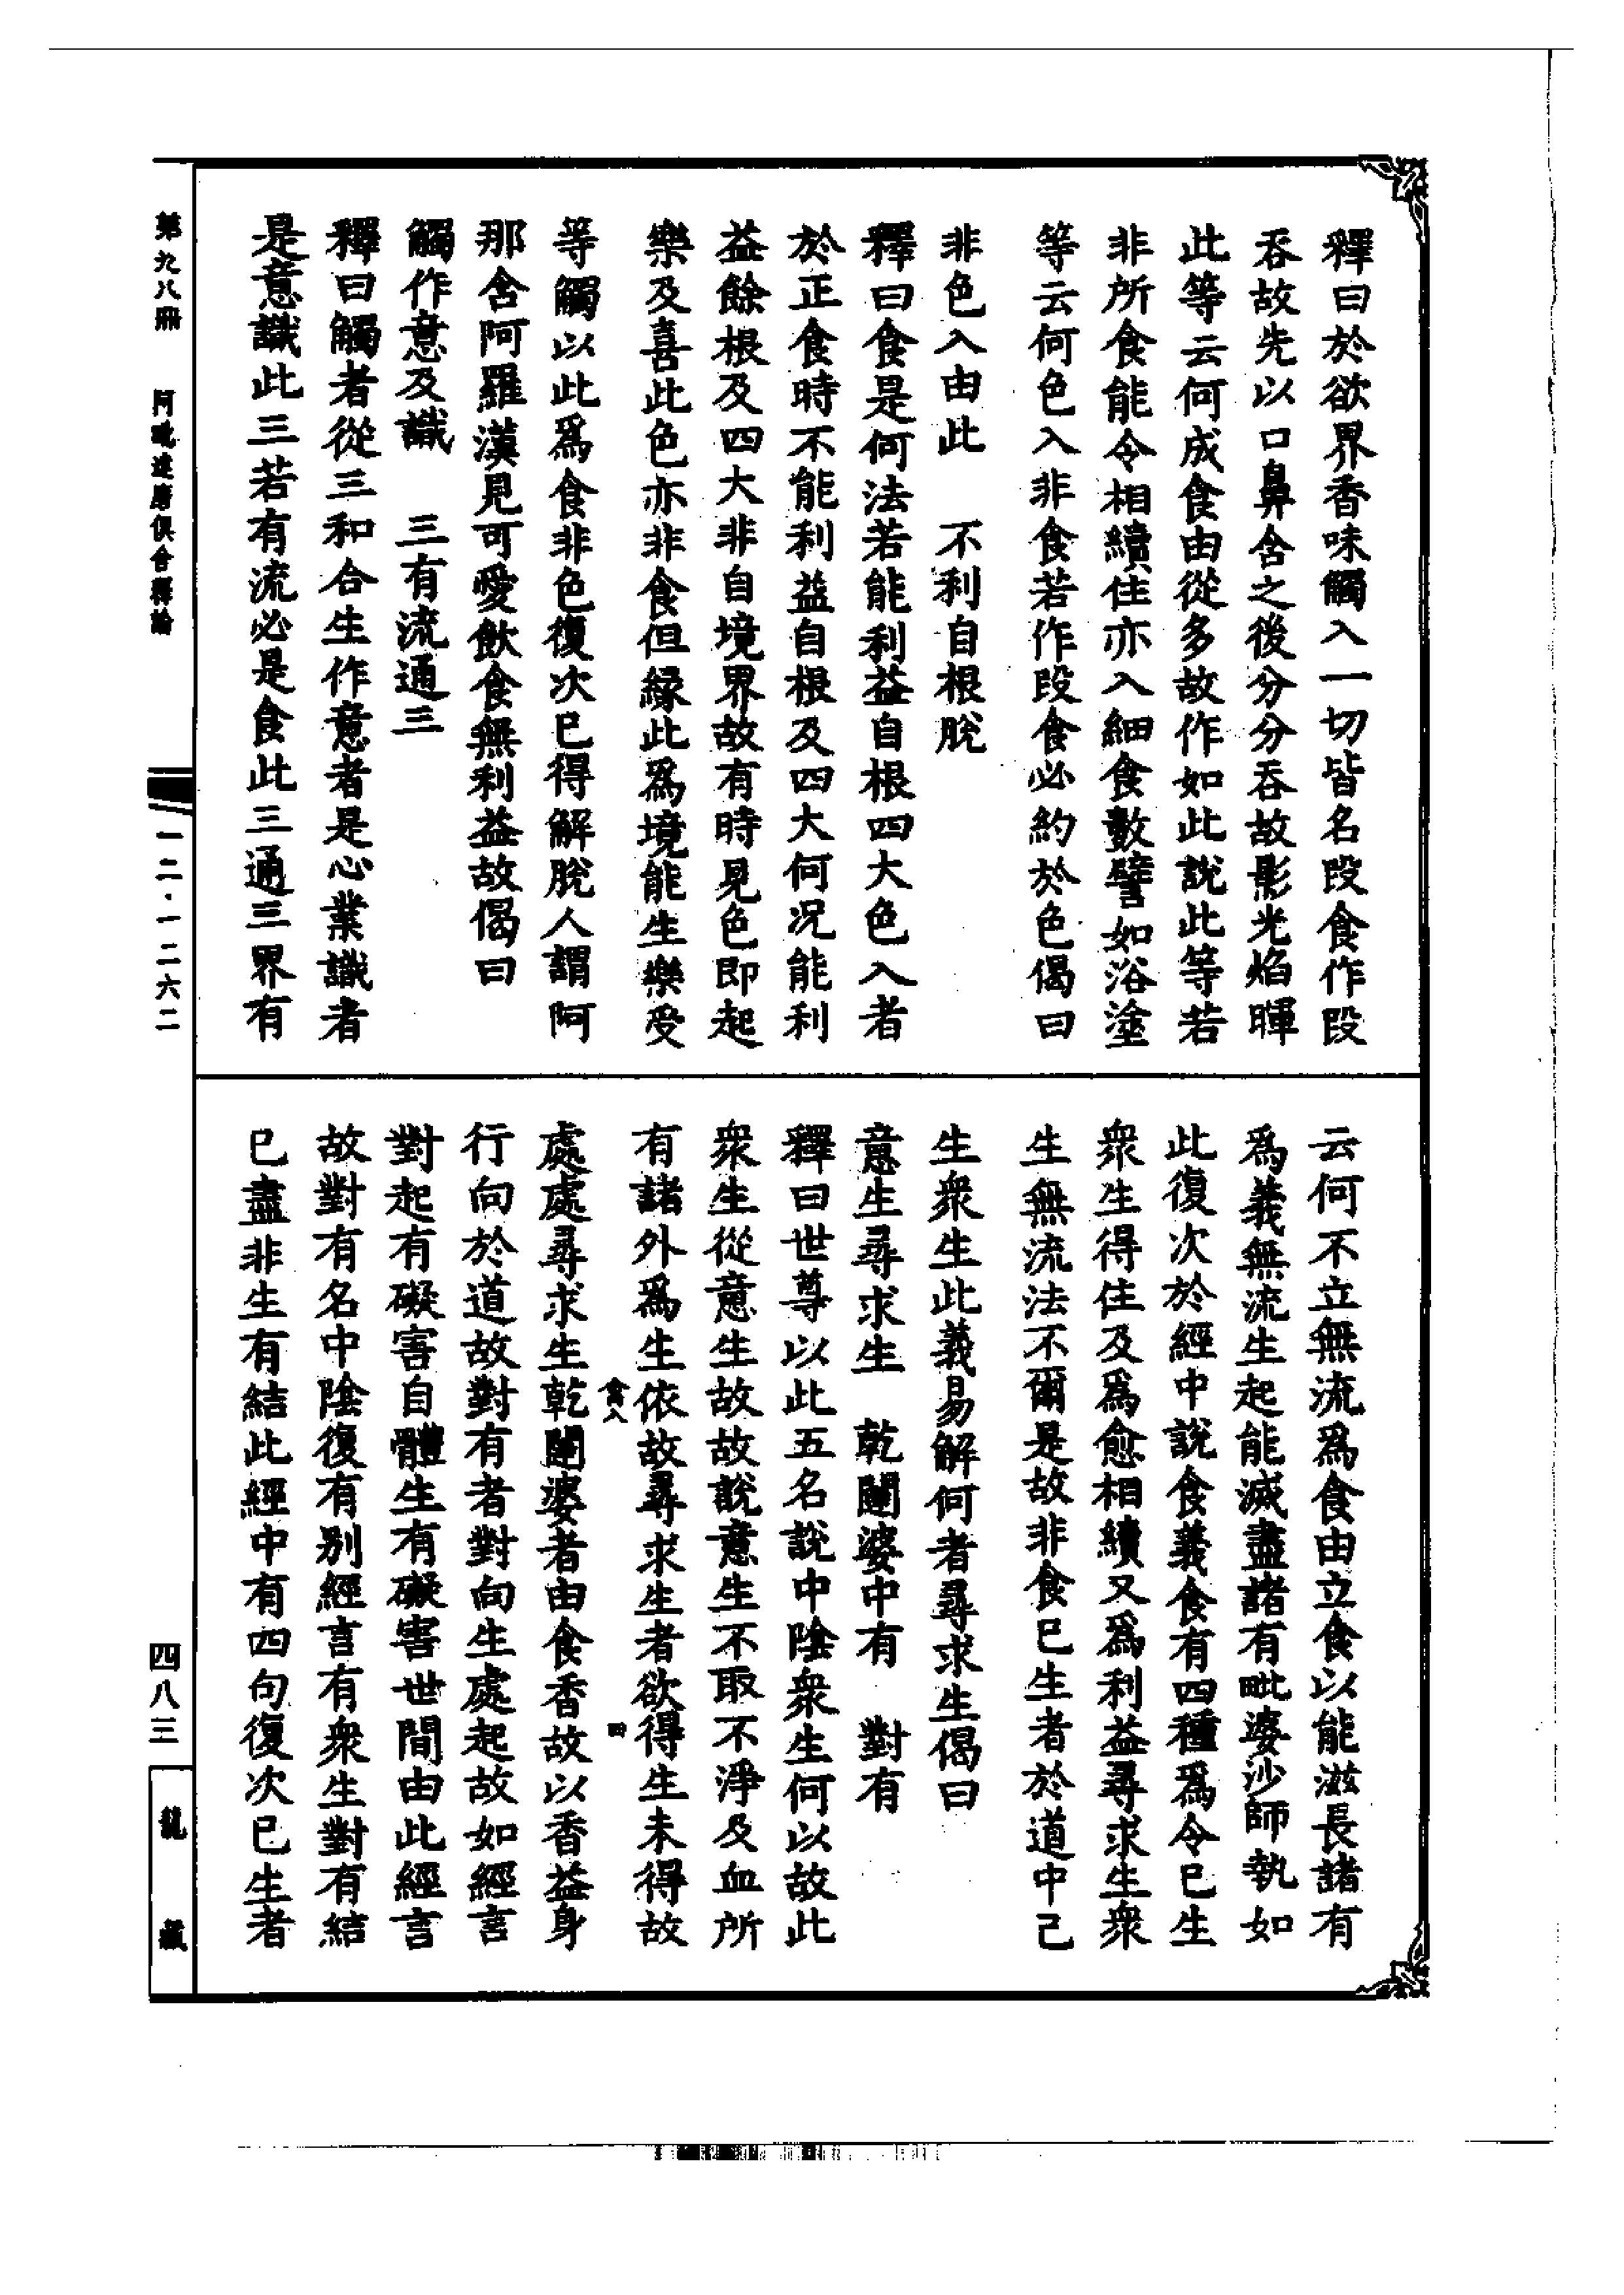 釋曰於欲界香味觸入一切皆名段食作段
吞故先以口鼻含之後分分吞故影光焰暉
此等云何成食由從多故作如此說此等若
非所食能令相續住亦入細食數譬如浴塗
等云何色入非食若作段食必約於色偈曰
非色入由此　不利自根脫
釋曰食是何法若能利益自根四大色入者
於正食時不能利益自根及四大何況能利
益餘根及四大非自境界故有時見色即起
樂及喜此色亦非食但緣此爲境能生樂受
等觸以此爲食非色復次已得解脫人謂阿
那含阿羅漢見可愛飲食無利益故偈曰
觸作意及識　三有流通三
釋曰觸者從三和合生作意者是心業識者
是意識此三若有流必是食此三通三界有
云何不立無流爲食由立食以能滋長諸有
爲義無流生起能滅盡諸有毗婆沙師執如
此復次於經中說食義食有四種爲令已生
衆生得住及爲愈相續又爲利益尋求生衆
生無流法不爾是故非食已生者於道中已
生衆生此義易解何者尋求生偈曰
意生尋求生　乾闥婆中有　對有
釋曰世尊以此五名說中陰衆生何以故此
衆生從意生故故說意生不取不淨及血所
有諸外爲生依故尋求生者欲得生未得故
食八
四
處處尋求生乾闥婆者由食香故以香益身
行向於道故對有者對向生處起故如經言
對起有礙害自體生有礙害世間由此經言
故對有名中陰復有別經言有衆生對有結
已盡非生有結此經中有四句復次已生者
第九八冊　阿毗達磨俱舍釋論
一二·一二六二
四八三
龍藏